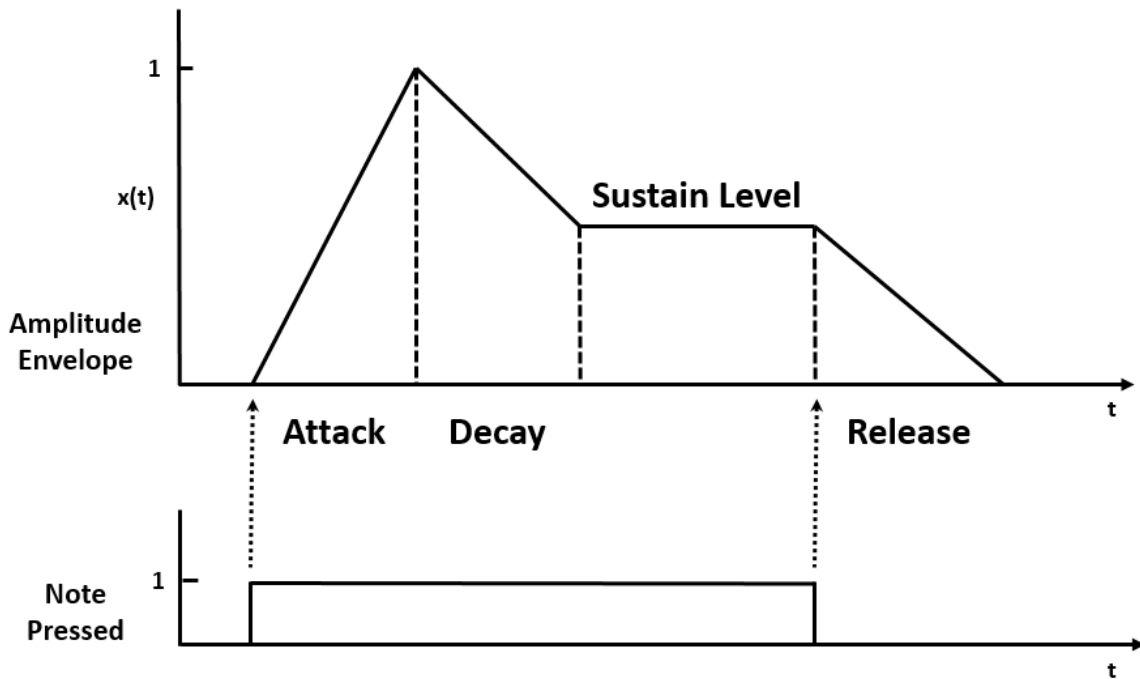 1
x(t)
Sustain Level
Amplitude
Envelope
t
Attack Decay Release
1
Note
Pressed
t